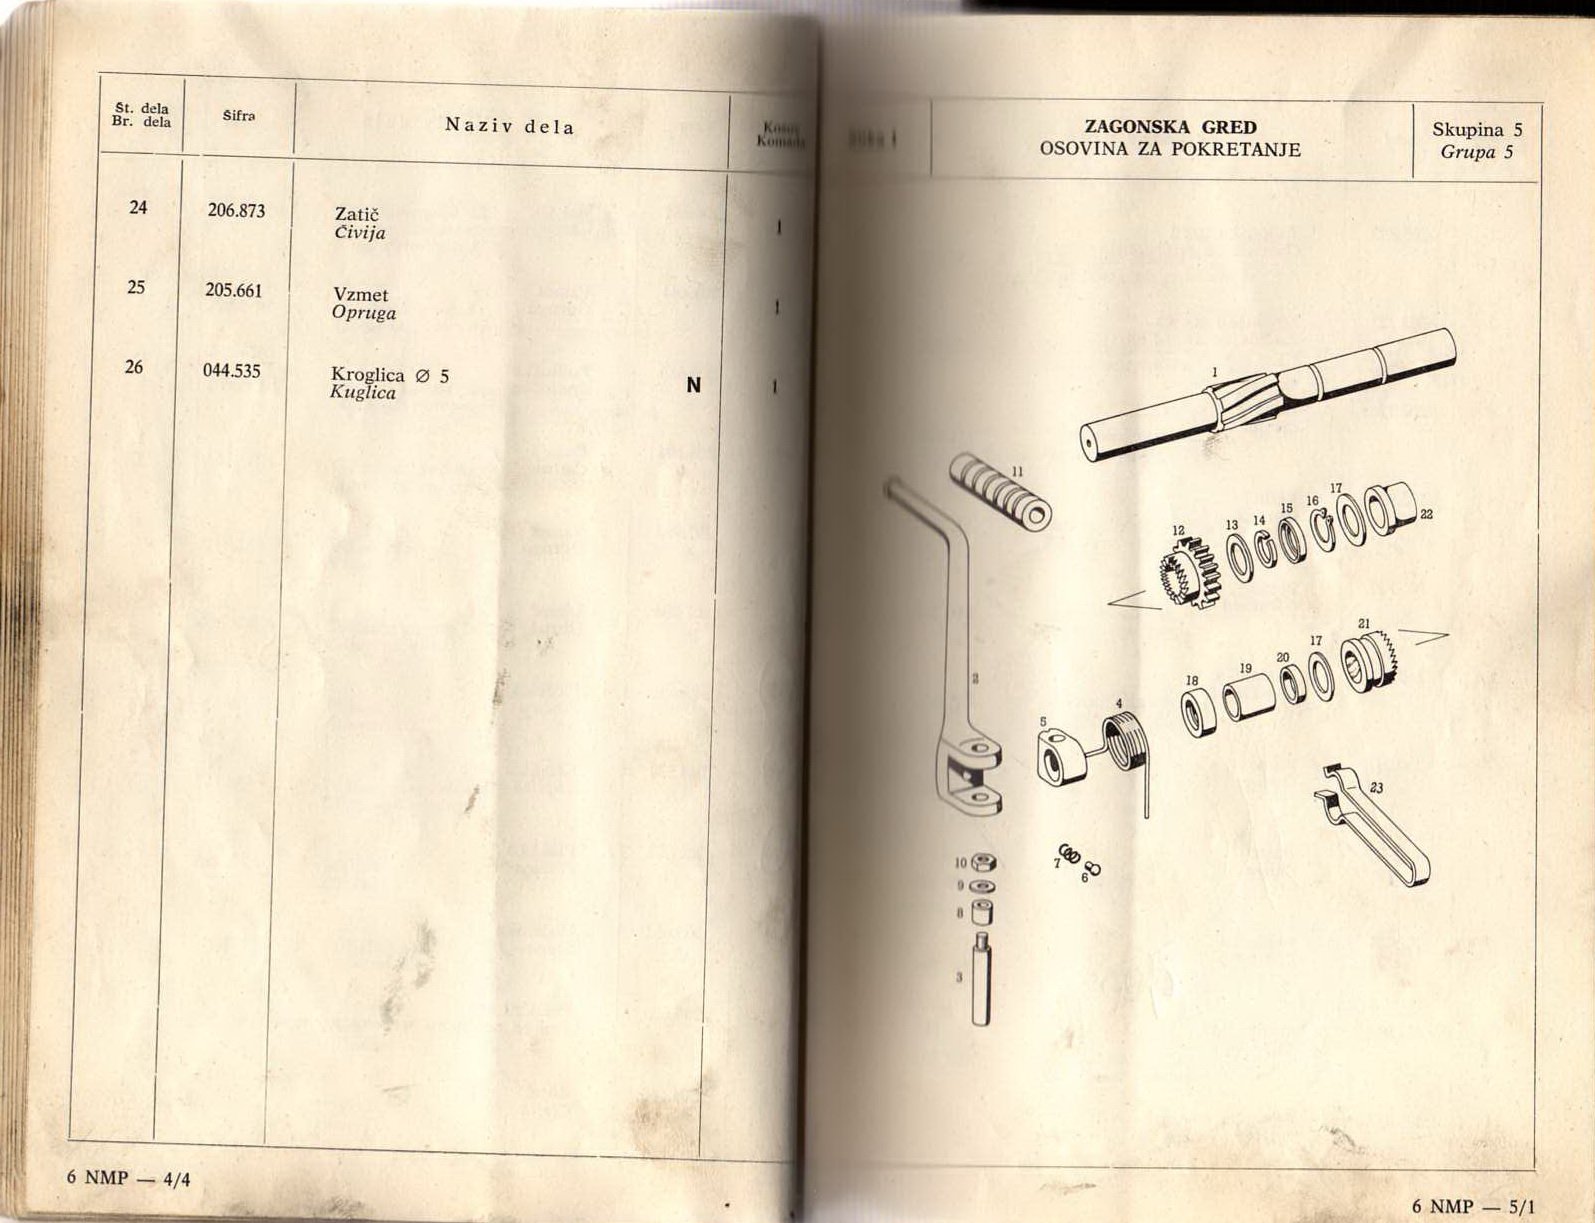 Št. dela
Br. dela
Šifra
Naziv dela
Komada
24
206.873
Zatič
Čivija
1
25
205.661
Vzmet
Opruga
1
26
044.535
Kroglica ∅ 5
Kuglica
N
1
6 NMP — 4/4
ZAGONSKA GRED
OSOVINA ZA POKRETANJE
Skupina 5
Grupa 5
1
11
12
13
14
15
16
17
22
2
21
17
20
19
18
4
5
23
7
6
10
9
8
3
6 NMP — 5/1